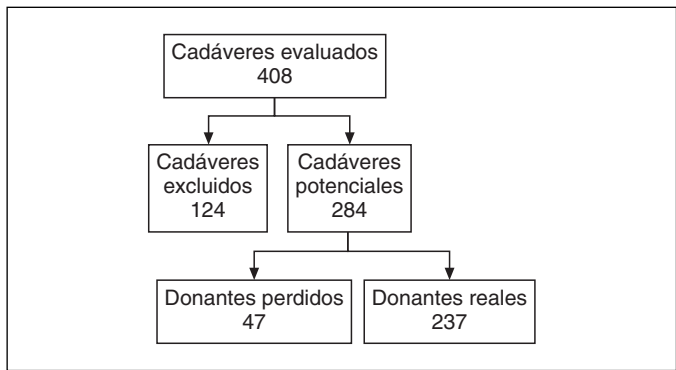 Cadáveres evaluados
408
Cadáveres
excluidos
124
Cadáveres
potenciales
284
Donantes perdidos
47
Donantes reales
237